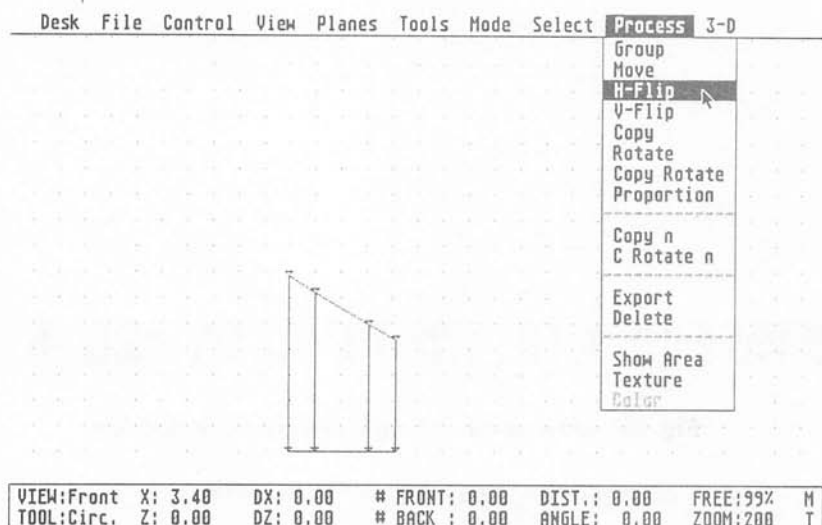 Desk File Control View Planes Tools Mode Select Process 3-D
Group
Move
H-Flip
V-Flip
Copy
Rotate
Copy Rotate
Proportion
Copy n
C Rotate n
Export
Delete
Show Area
Texture
Color
VIEW:Front X: 3.40 DX: 0.00 # FRONT: 0.00 DIST.: 0.00 FREE:99% M
TOOL:Circ. Z: 0.00 DZ: 0.00 # BACK : 0.00 ANGLE: 0.00 ZOOM:200 T